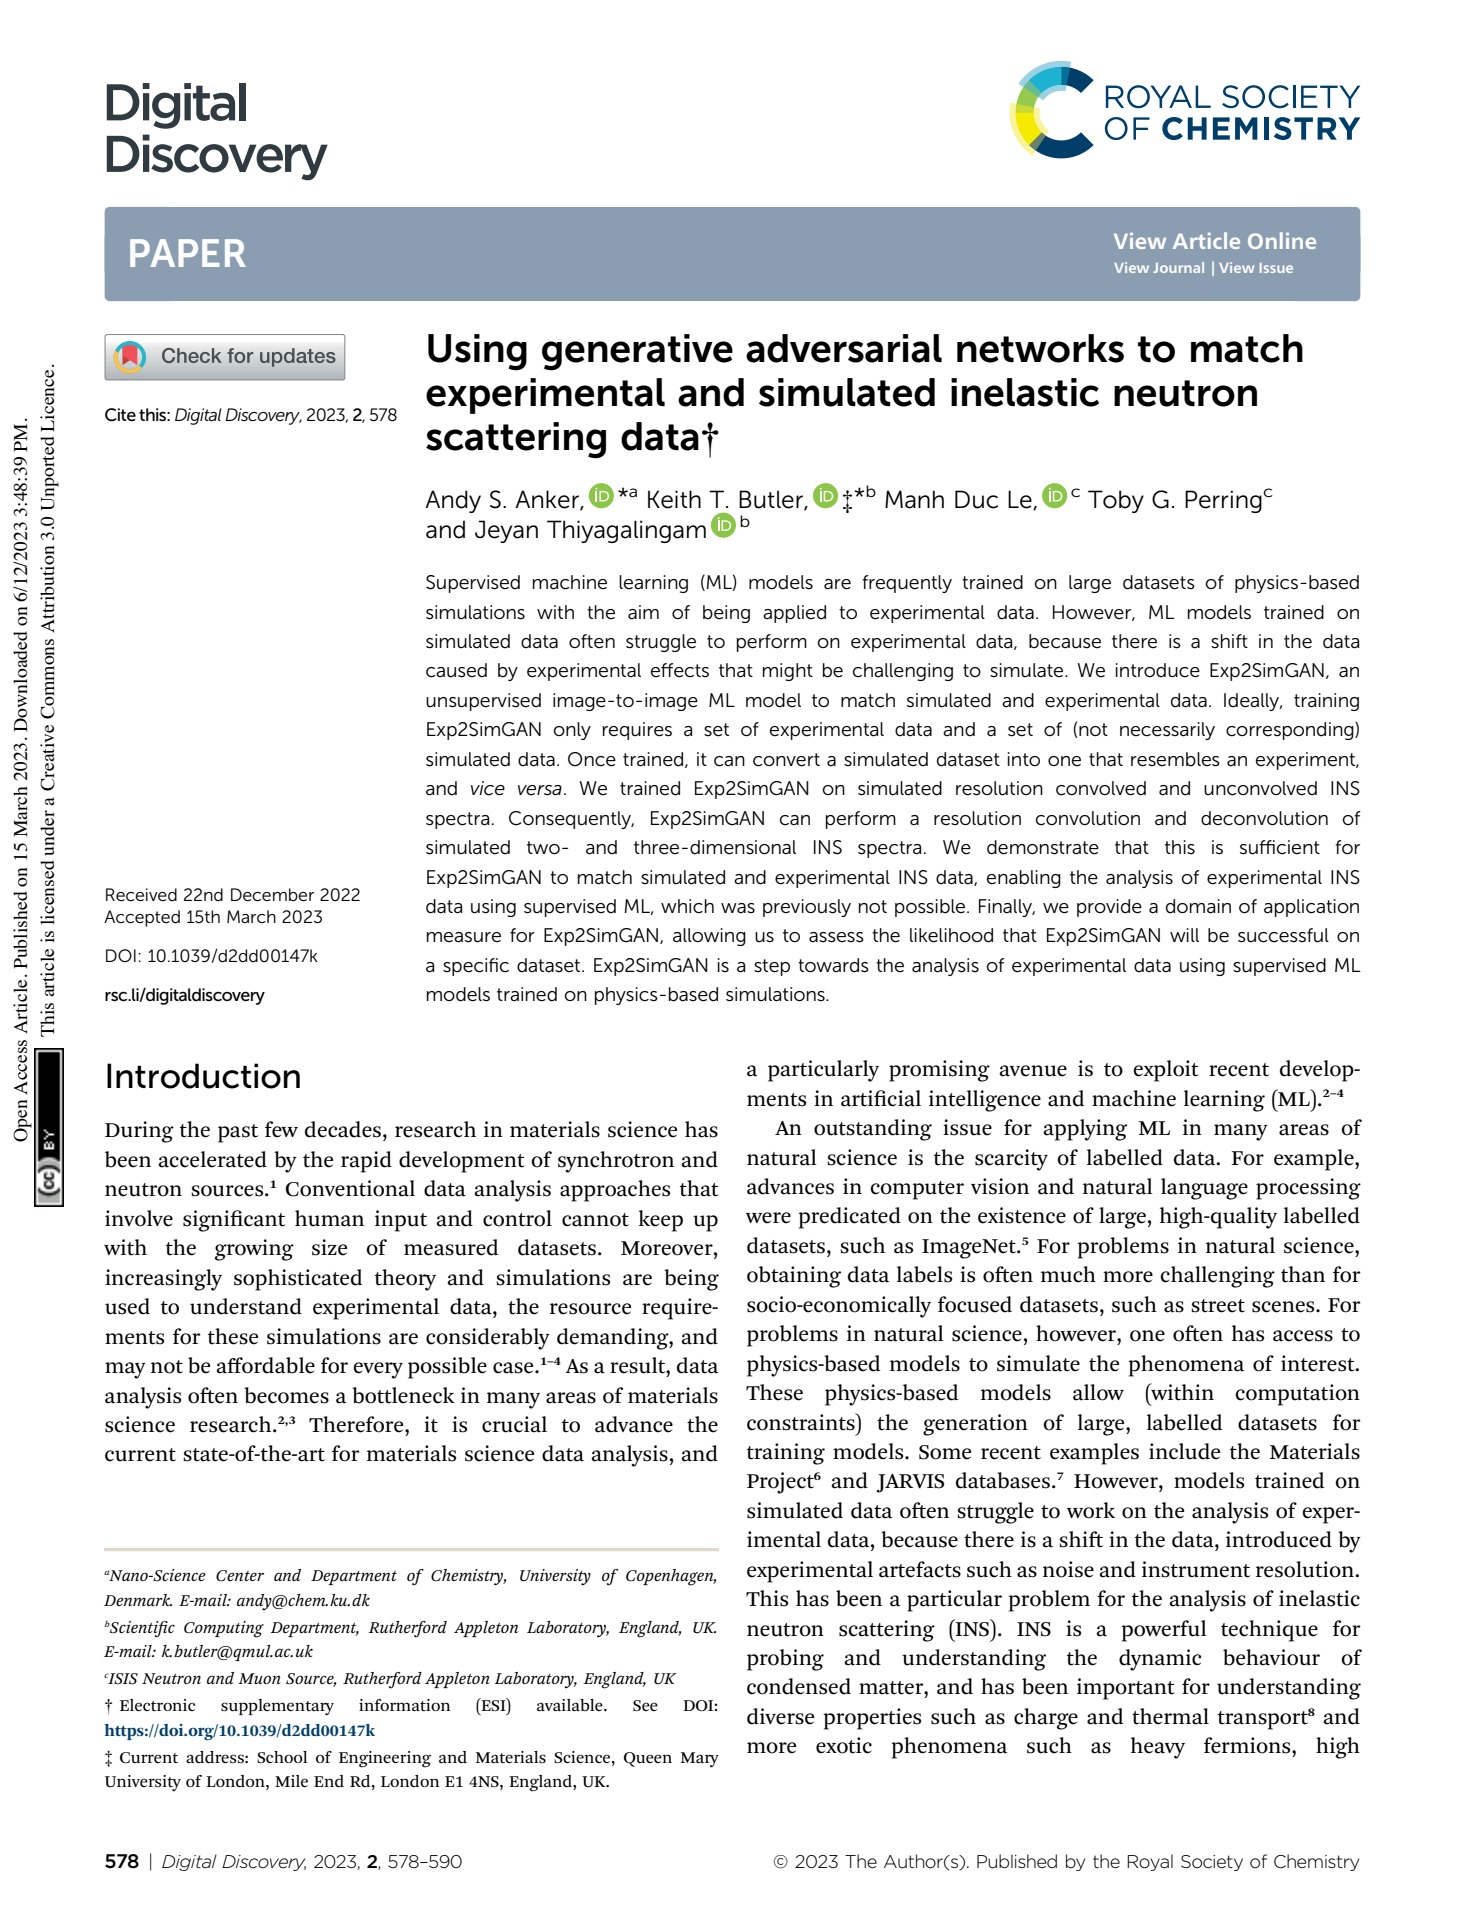 Digital
Discovery
ROYAL SOCIETY
OF CHEMISTRY
PAPER
View Article Online
View Journal | View Issue
Check for updates
Cite this: Digital Discovery, 2023, 2, 578
Using generative adversarial networks to match
experimental and simulated inelastic neutron
scattering data†
Andy S. Anker, iD *a Keith T. Butler, iD ‡*b Manh Duc Le, iD c Toby G. Perringc
and Jeyan Thiyagalingam iD b
Supervised machine learning (ML) models are frequently trained on large datasets of physics-based
simulations with the aim of being applied to experimental data. However, ML models trained on
simulated data often struggle to perform on experimental data, because there is a shift in the data
caused by experimental effects that might be challenging to simulate. We introduce Exp2SimGAN, an
unsupervised image-to-image ML model to match simulated and experimental data. Ideally, training
Exp2SimGAN only requires a set of experimental data and a set of (not necessarily corresponding)
simulated data. Once trained, it can convert a simulated dataset into one that resembles an experiment,
and vice versa. We trained Exp2SimGAN on simulated resolution convolved and unconvolved INS
spectra. Consequently, Exp2SimGAN can perform a resolution convolution and deconvolution of
simulated two- and three-dimensional INS spectra. We demonstrate that this is sufficient for
Exp2SimGAN to match simulated and experimental INS data, enabling the analysis of experimental INS
data using supervised ML, which was previously not possible. Finally, we provide a domain of application
measure for Exp2SimGAN, allowing us to assess the likelihood that Exp2SimGAN will be successful on
a specific dataset. Exp2SimGAN is a step towards the analysis of experimental data using supervised ML
models trained on physics-based simulations.
Received 22nd December 2022
Accepted 15th March 2023
DOI: 10.1039/d2dd00147k
rsc.li/digitaldiscovery
Introduction
During the past few decades, research in materials science has
been accelerated by the rapid development of synchrotron and
neutron sources.1 Conventional data analysis approaches that
involve significant human input and control cannot keep up
with the growing size of measured datasets. Moreover,
increasingly sophisticated theory and simulations are being
used to understand experimental data, the resource require-
ments for these simulations are considerably demanding, and
may not be affordable for every possible case.1–4 As a result, data
analysis often becomes a bottleneck in many areas of materials
science research.2,3 Therefore, it is crucial to advance the
current state-of-the-art for materials science data analysis, and
a particularly promising avenue is to exploit recent develop-
ments in artificial intelligence and machine learning (ML).2–4
An outstanding issue for applying ML in many areas of
natural science is the scarcity of labelled data. For example,
advances in computer vision and natural language processing
were predicated on the existence of large, high-quality labelled
datasets, such as ImageNet.5 For problems in natural science,
obtaining data labels is often much more challenging than for
socio-economically focused datasets, such as street scenes. For
problems in natural science, however, one often has access to
physics-based models to simulate the phenomena of interest.
These physics-based models allow (within computation
constraints) the generation of large, labelled datasets for
training models. Some recent examples include the Materials
Project6 and JARVIS databases.7 However, models trained on
simulated data often struggle to work on the analysis of exper-
imental data, because there is a shift in the data, introduced by
experimental artefacts such as noise and instrument resolution.
This has been a particular problem for the analysis of inelastic
neutron scattering (INS). INS is a powerful technique for
probing and understanding the dynamic behaviour of
condensed matter, and has been important for understanding
diverse properties such as charge and thermal transport8 and
more exotic phenomena such as heavy fermions, high
aNano-Science Center and Department of Chemistry, University of Copenhagen,
Denmark. E-mail: andy@chem.ku.dk
bScientific Computing Department, Rutherford Appleton Laboratory, England, UK.
E-mail: k.butler@qmul.ac.uk
cISIS Neutron and Muon Source, Rutherford Appleton Laboratory, England, UK
† Electronic supplementary information (ESI) available. See DOI:
https://doi.org/10.1039/d2dd00147k
‡ Current address: School of Engineering and Materials Science, Queen Mary
University of London, Mile End Rd, London E1 4NS, England, UK.
578 | Digital Discovery, 2023, 2, 578–590
© 2023 The Author(s). Published by the Royal Society of Chemistry
Open Access Article. Published on 15 March 2023. Downloaded on 6/12/2023 3:48:39 PM.
This article is licensed under a Creative Commons Attribution 3.0 Unported Licence.
(cc) BY